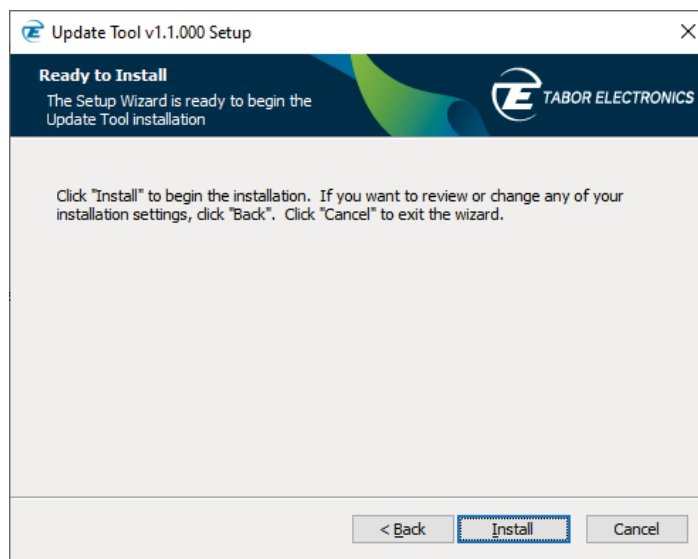 Update Tool v1.1.000 Setup
Ready to Install
The Setup Wizard is ready to begin the
Update Tool installation
TABOR ELECTRONICS
Click "Install" to begin the installation.  If you want to review or change any of your
installation settings, click "Back".  Click "Cancel" to exit the wizard.
< Back
Install
Cancel